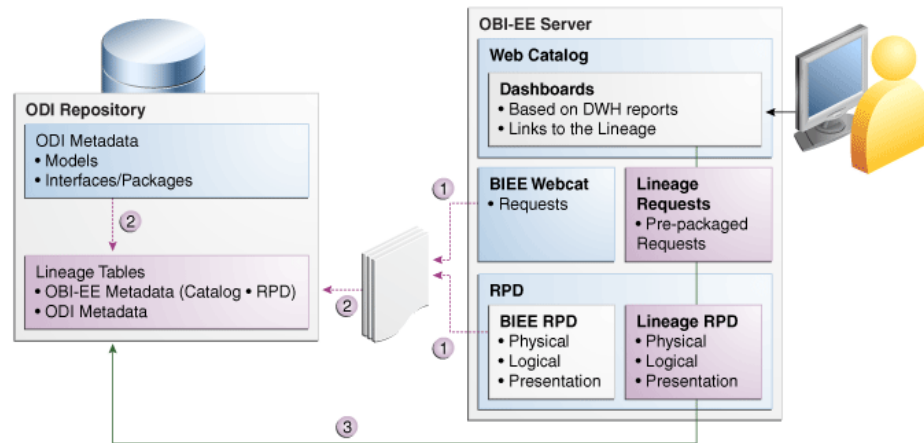 OBI-EE Server
Web Catalog
Dashboards
• Based on DWH reports
• Links to the Lineage
ODI Repository
ODI Metadata
• Models
• Interfaces/Packages
2
Lineage Tables
• OBI-EE Metadata (Catalog • RPD)
• ODI Metadata
1
2
1
BIEE Webcat
• Requests
Lineage
Requests
• Pre-packaged
Requests
RPD
BIEE RPD
• Physical
• Logical
• Presentation
Lineage RPD
• Physical
• Logical
• Presentation
3